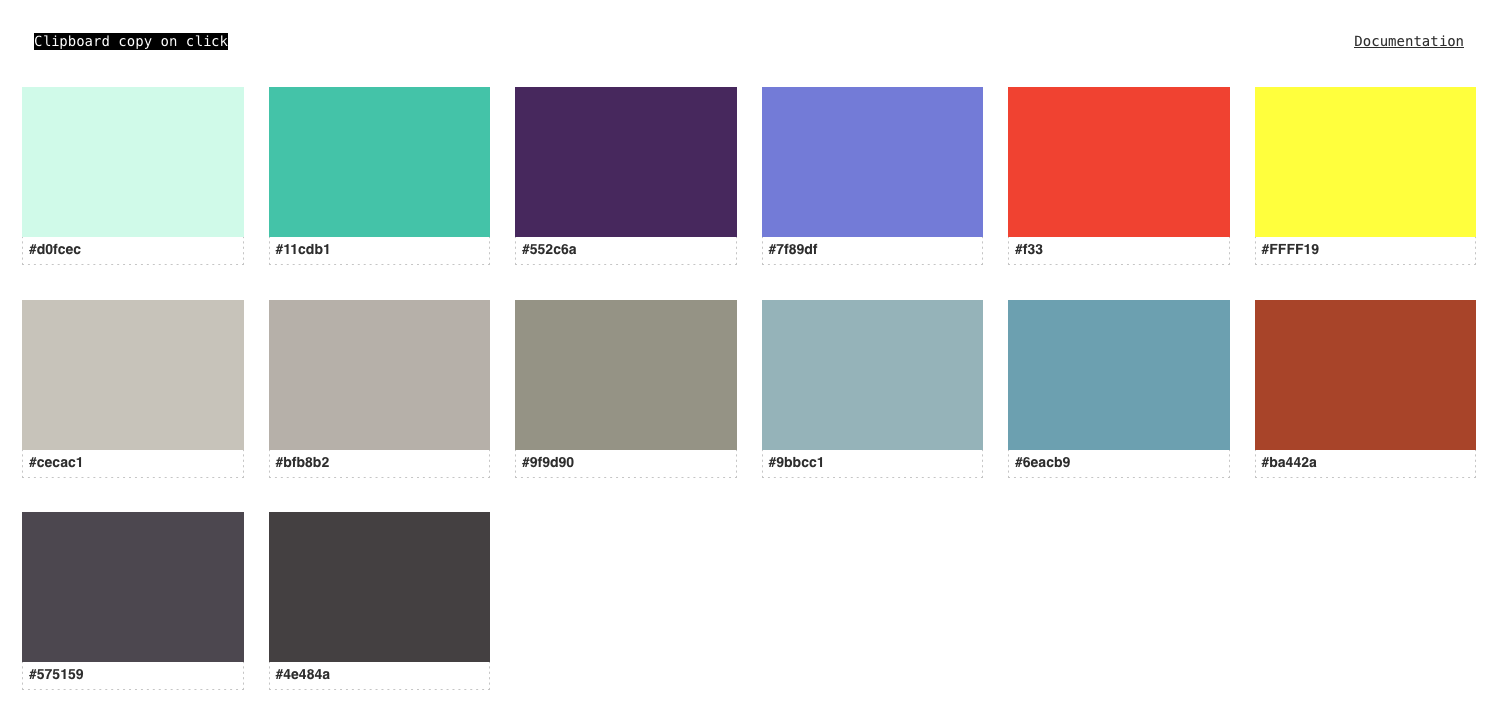 Clipboard copy on click
Documentation
#d0fcec
#11cdb1
#552c6a
#7f89df
#f33
#FFFF19
#cecac1
#bfb8b2
#9f9d90
#9bbcc1
#6eacb9
#ba442a
#575159
#4e484a